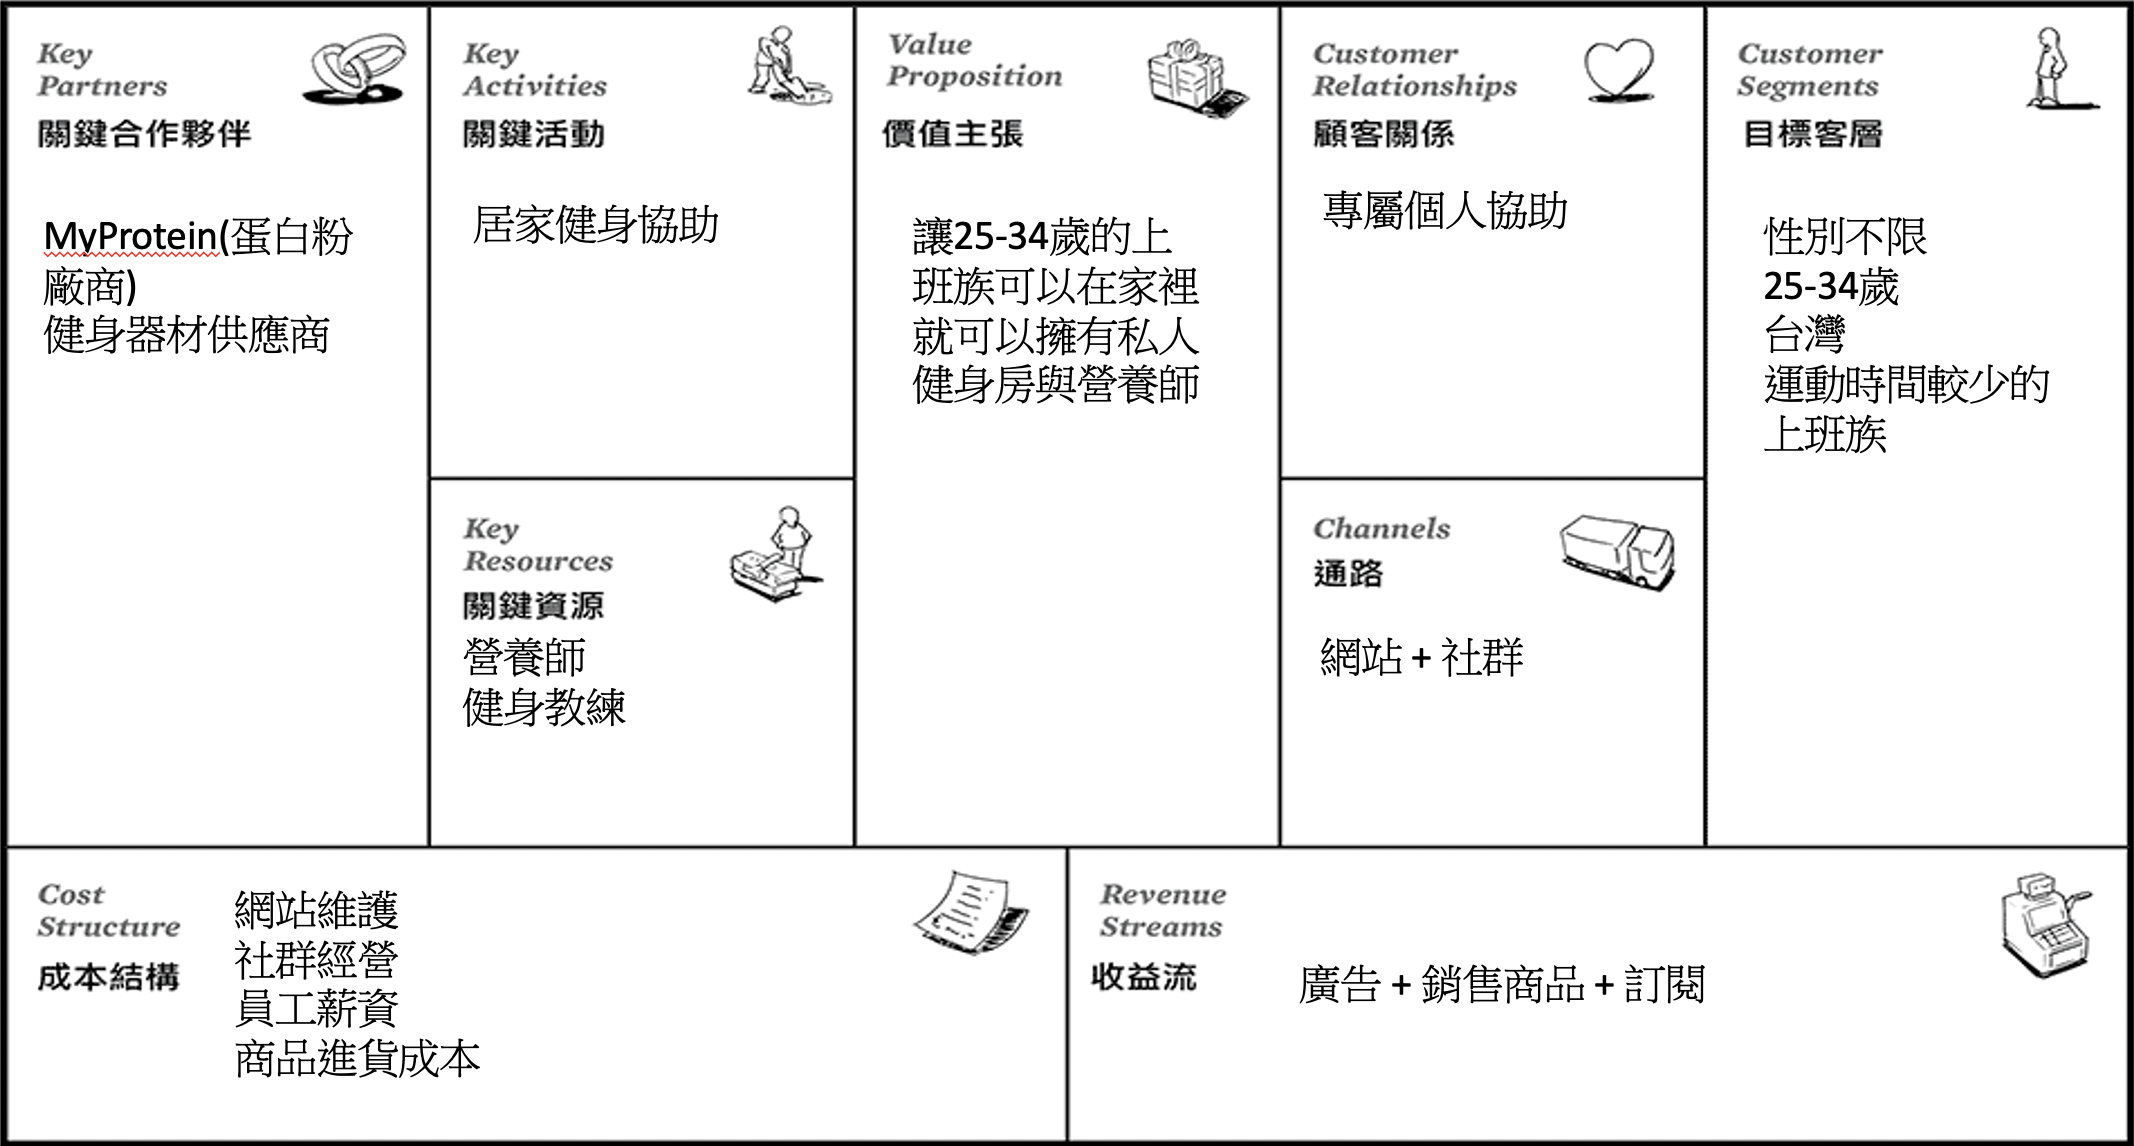 Key
Partners
關鍵合作夥伴
MyProtein(蛋白粉
廠商)
健身器材供應商
Key
Activities
關鍵活動
居家健身協助
Key
Resources
關鍵資源
營養師
健身教練
Value
Proposition
價值主張
讓25-34歲的上
班族可以在家裡
就可以擁有私人
健身房與營養師
Customer
Relationships
顧客關係
專屬個人協助
Channels
通路
網站 + 社群
Customer
Segments
目標客層
性別不限
25-34歲
台灣
運動時間較少的
上班族
Cost
Structure
成本結構
網站維護
社群經營
員工薪資
商品進貨成本
Revenue
Streams
收益流
廣告 + 銷售商品 + 訂閱